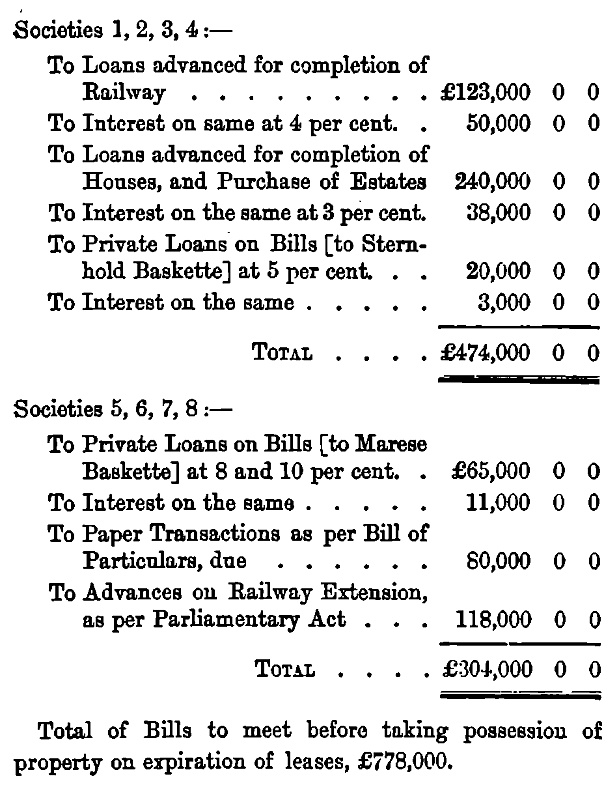 Societies 1, 2, 3, 4:—
To Loans advanced for completion of
Railway . . . . . . . . . £123,000 0 0
To Interest on same at 4 per cent. . 50,000 0 0
To Loans advanced for completion of
Houses, and Purchase of Estates 240,000 0 0
To Interest on the same at 3 per cent. 38,000 0 0
To Private Loans on Bills [to Stern-
hold Baskette] at 5 per cent. . . 20,000 0 0
To Interest on the same . . . . . 3,000 0 0
TOTAL . . . . £474,000 0 0
Societies 5, 6, 7, 8:—
To Private Loans on Bills [to Marese
Baskette] at 8 and 10 per cent. . £65,000 0 0
To Interest on the same . . . . . 11,000 0 0
To Paper Transactions as per Bill of
Particulars, due . . . . . . 80,000 0 0
To Advances on Railway Extension,
as per Parliamentary Act . . . 118,000 0 0
TOTAL . . . . £304,000 0 0
Total of Bills to meet before taking possession of
property on expiration of leases, £778,000.